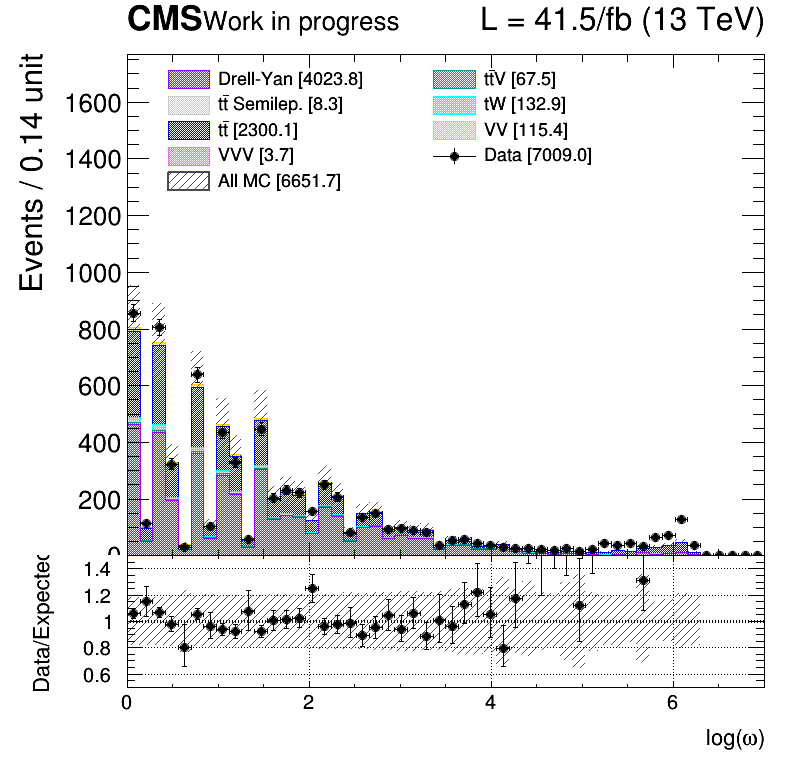 CMS Work in progress L = 41.5/fb (13 TeV)
Events / 0.14 unit
1600
1400
1200
1000
800
600
400
200
0
Drell-Yan [4023.8]
tt̄ Semilep. [8.3]
tt̄ [2300.1]
VVV [3.7]
All MC [6651.7]
tt̄V [67.5]
tW [132.9]
VV [115.4]
Data [7009.0]
Data/Expected
1.4
1.2
1
0.8
0.6
0 2 4 6
log(ω)